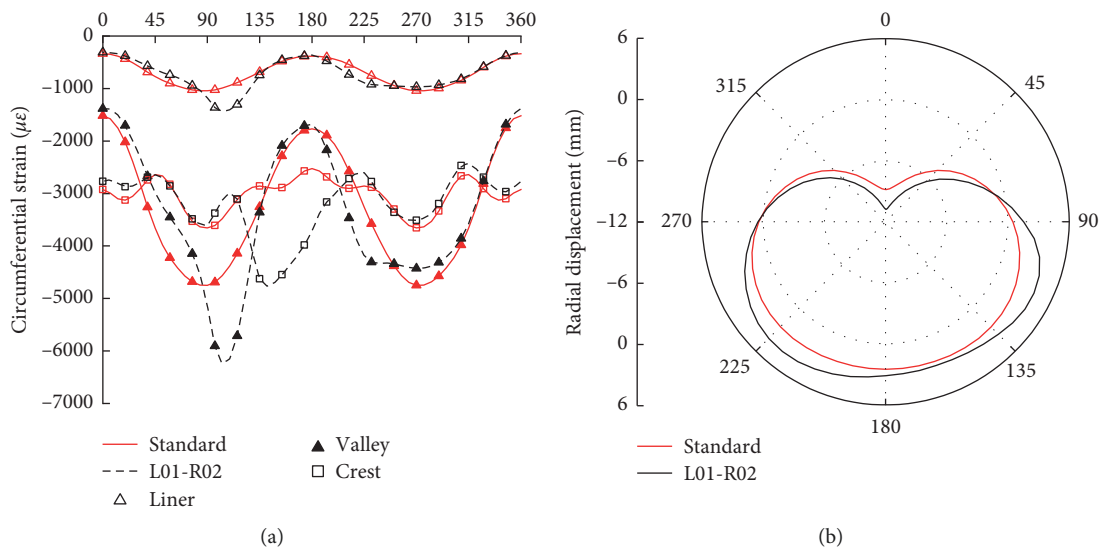 0 45 90 135 180 225 270 315 360
0
−1000
−2000
−3000
−4000
−5000
−6000
−7000
Circumferential strain (με)
Standard
L01-R02
Liner
Valley
Crest
(a)
6
0
−6
−12
−6
0
6
Radial displacement (mm)
0
45
90
135
180
225
270
315
Standard
L01-R02
(b)